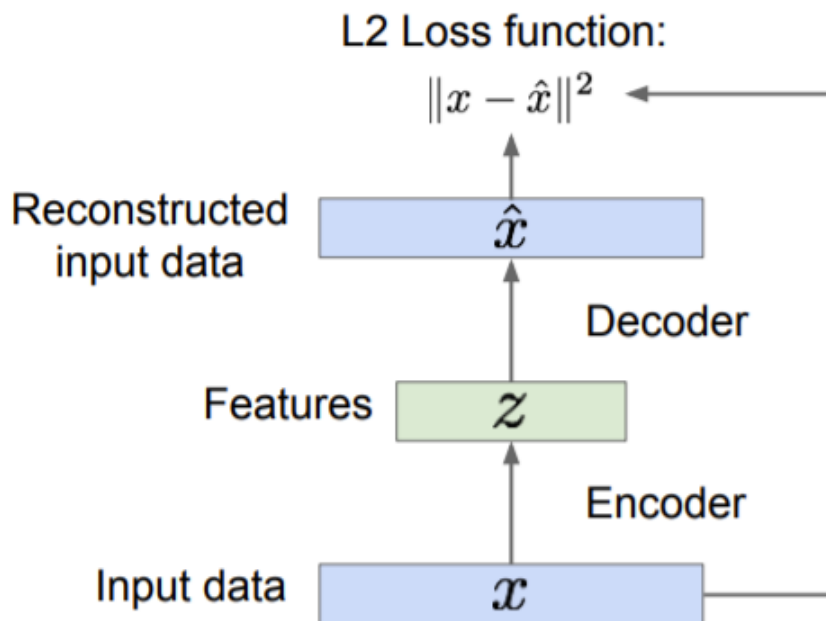 L2 Loss function:
‖x − x̂‖²
Reconstructed
input data
x̂
Decoder
Features
z
Encoder
Input data
x